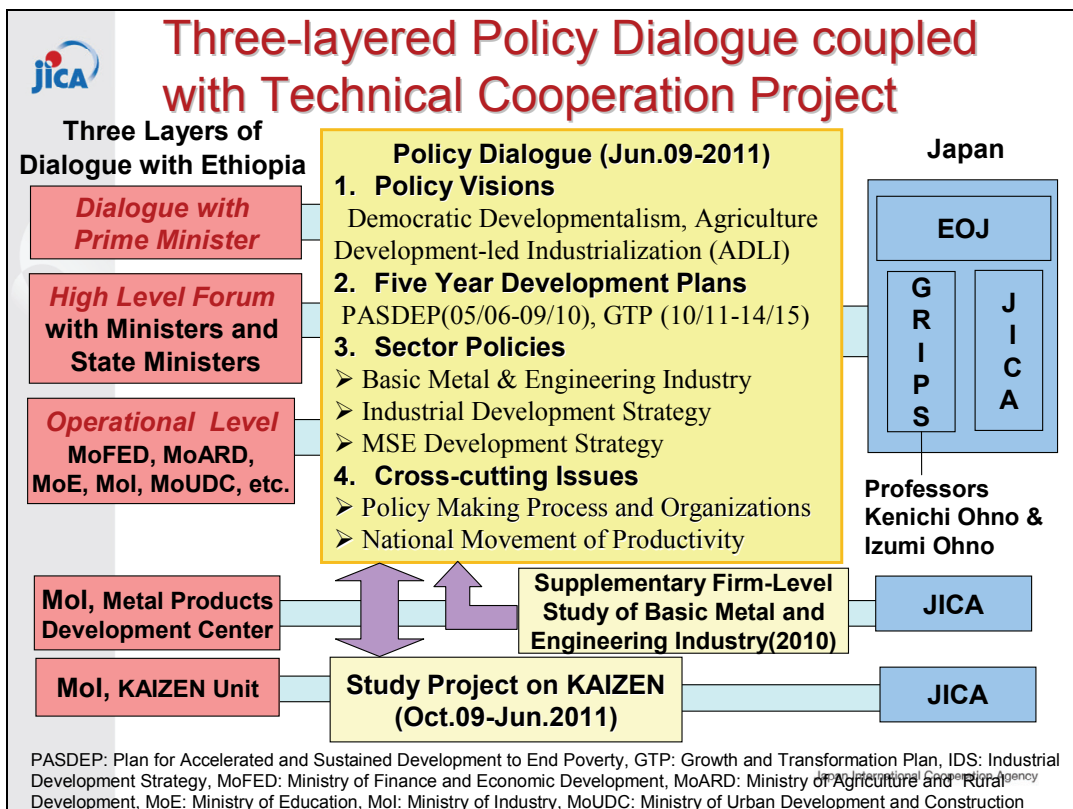 jica
Three-layered Policy Dialogue coupled
with Technical Cooperation Project
Three Layers of
Dialogue with Ethiopia
Dialogue with
Prime Minister
High Level Forum
with Ministers and
State Ministers
Operational Level
MoFED, MoARD,
MoE, MoI, MoUDC, etc.
Policy Dialogue (Jun.09-2011)
1. Policy Visions
Democratic Developmentalism, Agriculture
Development-led Industrialization (ADLI)
2. Five Year Development Plans
PASDEP(05/06-09/10), GTP (10/11-14/15)
3. Sector Policies
➢ Basic Metal & Engineering Industry
➢ Industrial Development Strategy
➢ MSE Development Strategy
4. Cross-cutting Issues
➢ Policy Making Process and Organizations
➢ National Movement of Productivity
Japan
EOJ
GRIPS
JICA
Professors
Kenichi Ohno &
Izumi Ohno
MoI, Metal Products
Development Center
Supplementary Firm-Level
Study of Basic Metal and
Engineering Industry(2010)
JICA
MoI, KAIZEN Unit
Study Project on KAIZEN
(Oct.09-Jun.2011)
JICA
PASDEP: Plan for Accelerated and Sustained Development to End Poverty, GTP: Growth and Transformation Plan, IDS: Industrial
Development Strategy, MoFED: Ministry of Finance and Economic Development, MoARD: Ministry of Agriculture and Rural
Japan International Cooperation Agency
Development, MoE: Ministry of Education, MoI: Ministry of Industry, MoUDC: Ministry of Urban Development and Construction